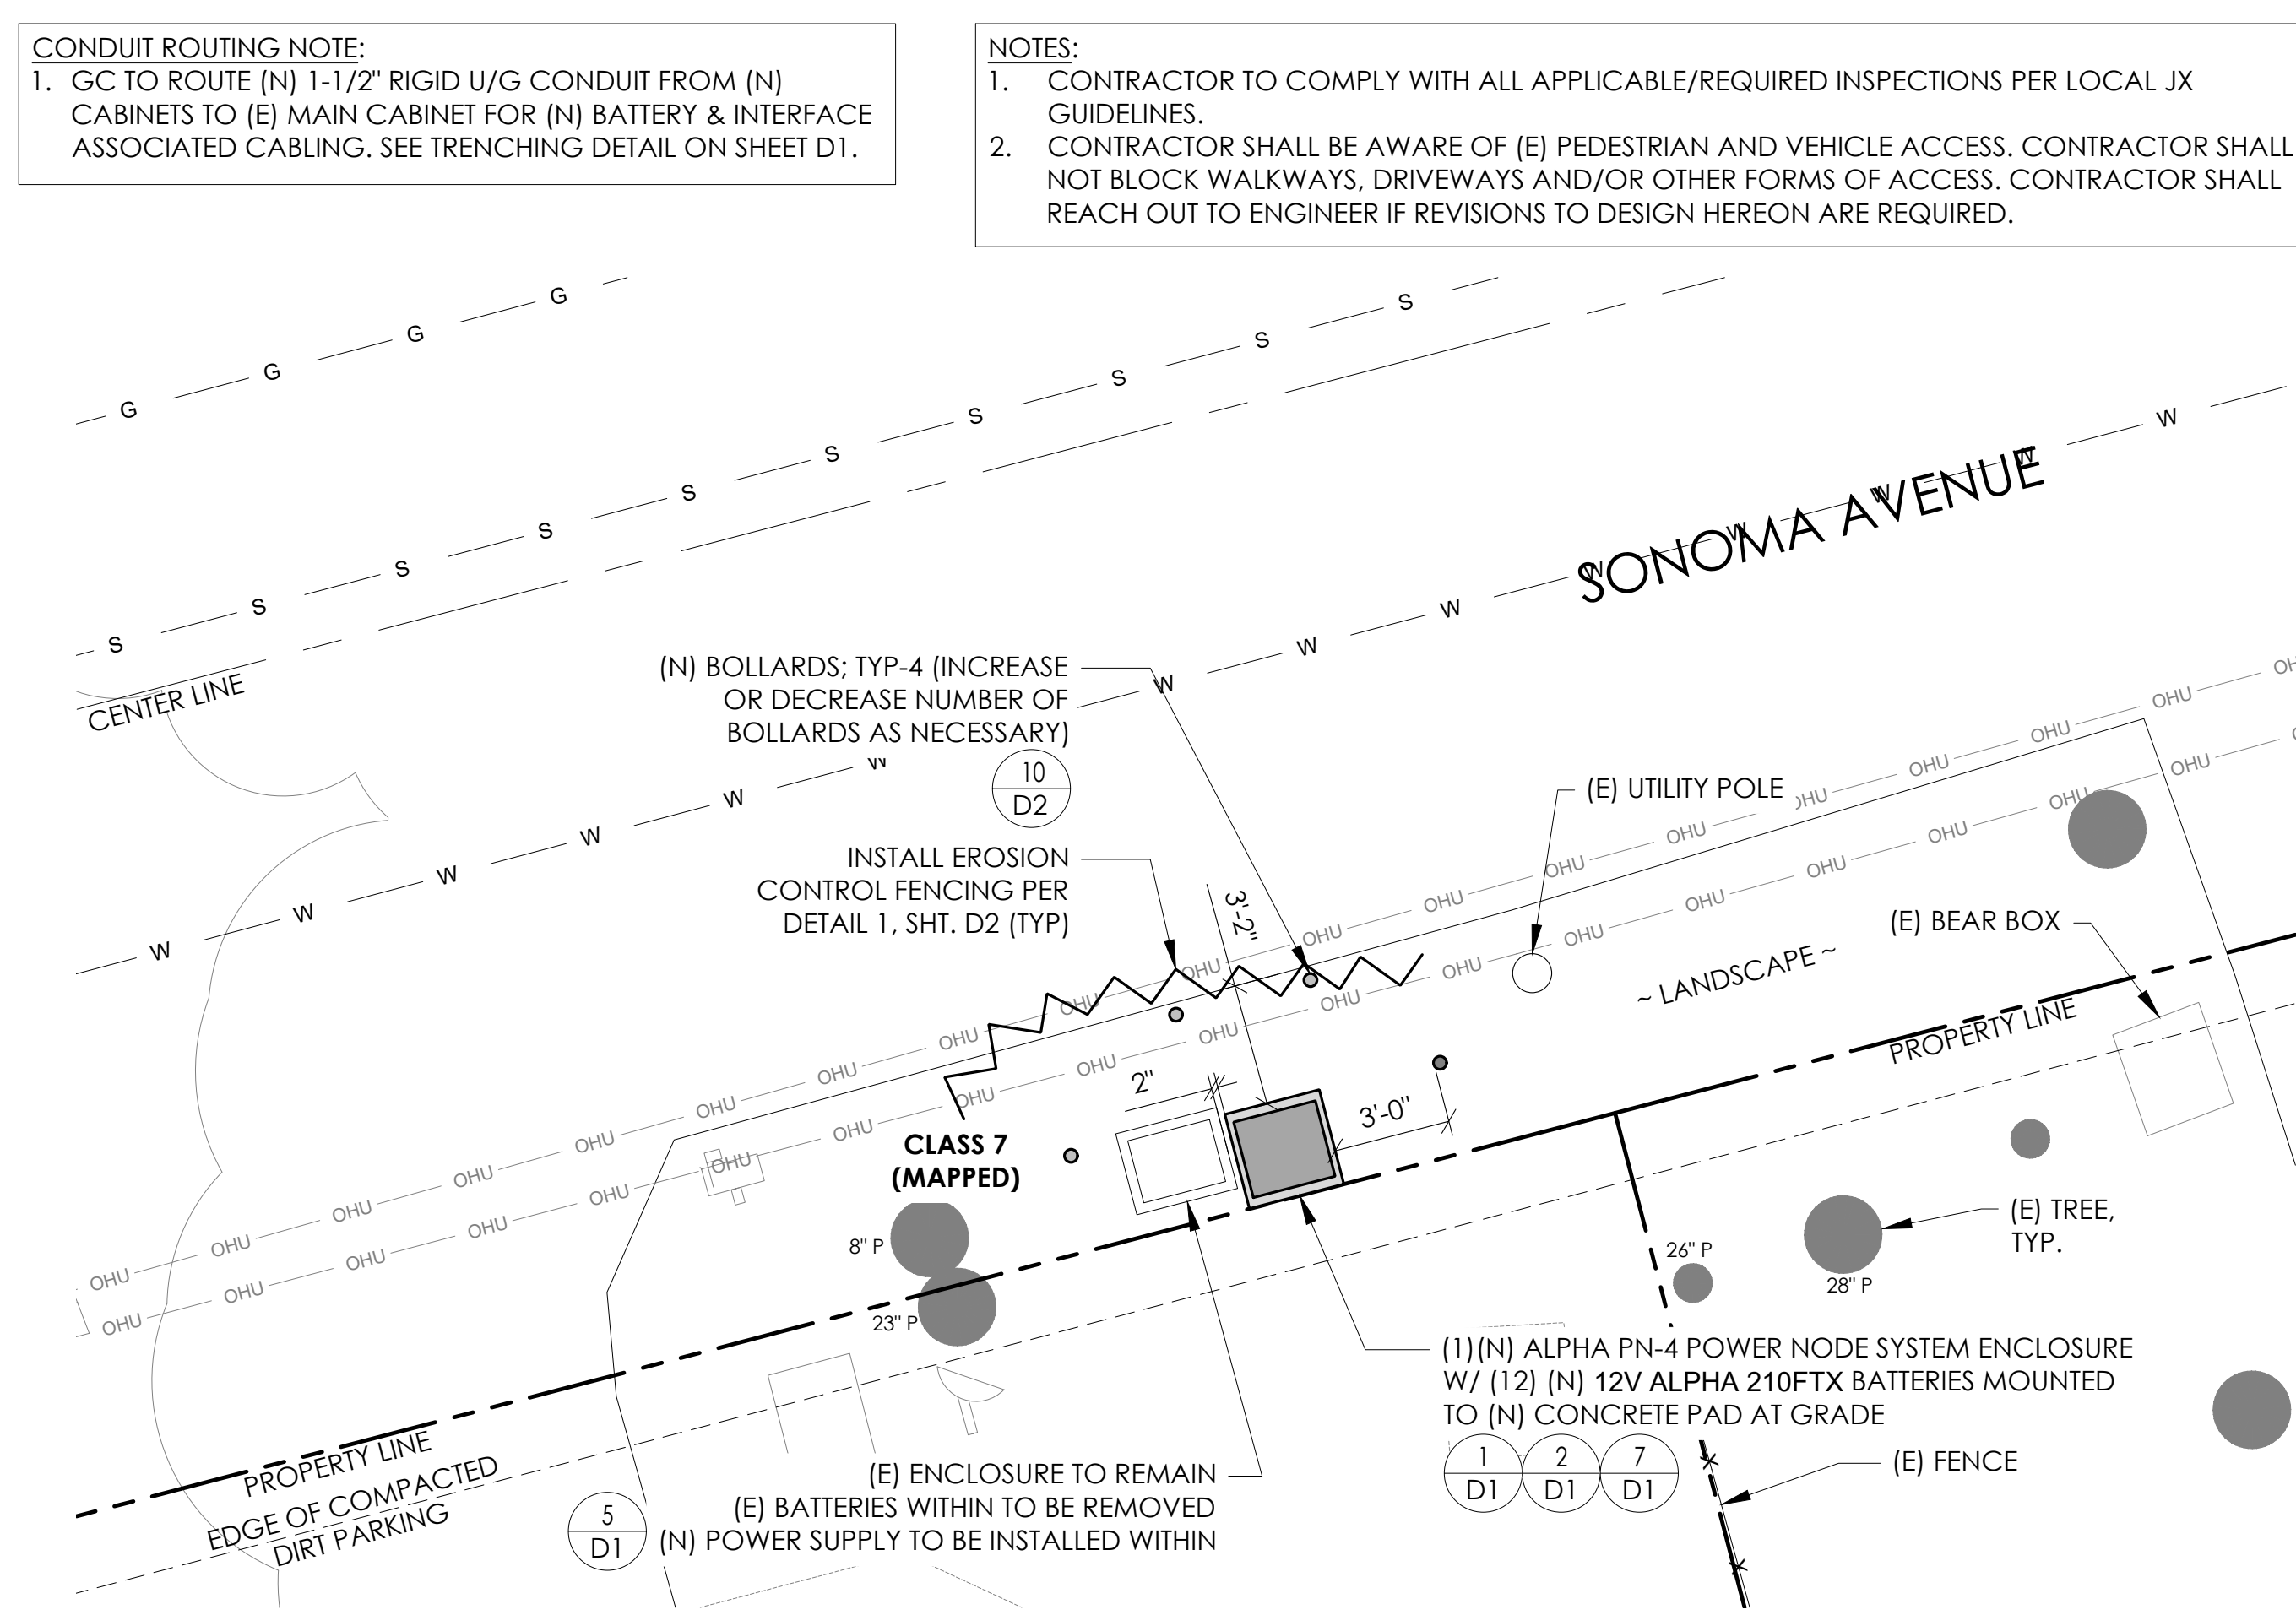 CONDUIT ROUTING NOTE:
1. GC TO ROUTE (N) 1-1/2" RIGID U/G CONDUIT FROM (N)
CABINETS TO (E) MAIN CABINET FOR (N) BATTERY & INTERFACE
ASSOCIATED CABLING. SEE TRENCHING DETAIL ON SHEET D1.
NOTES:
1. CONTRACTOR TO COMPLY WITH ALL APPLICABLE/REQUIRED INSPECTIONS PER LOCAL JX
GUIDELINES.
2. CONTRACTOR SHALL BE AWARE OF (E) PEDESTRIAN AND VEHICLE ACCESS. CONTRACTOR SHALL
NOT BLOCK WALKWAYS, DRIVEWAYS AND/OR OTHER FORMS OF ACCESS. CONTRACTOR SHALL
REACH OUT TO ENGINEER IF REVISIONS TO DESIGN HEREON ARE REQUIRED.
G G G G
S S S S S S S S S S
CENTER LINE
W W W W W W W W W W W W W W W
SONOMA AVENUE
(N) BOLLARDS; TYP-4 (INCREASE
OR DECREASE NUMBER OF
BOLLARDS AS NECESSARY)
10
D2
INSTALL EROSION
CONTROL FENCING PER
DETAIL 1, SHT. D2 (TYP)
3'-2"
(E) UTILITY POLE
OHU OHU OHU OHU OHU OHU OHU OHU OHU OHU OHU OHU OHU OHU OHU OHU OHU
OHU OHU OHU OHU OHU OHU OHU OHU OHU OHU OHU OHU OHU OHU OHU OHU OHU OHU
(E) BEAR BOX
~ LANDSCAPE ~
PROPERTY LINE
2"
3'-0"
CLASS 7
(MAPPED)
8" P
23" P
26" P
28" P
(E) TREE,
TYP.
(1)(N) ALPHA PN-4 POWER NODE SYSTEM ENCLOSURE
W/ (12) (N) 12V ALPHA 210FTX BATTERIES MOUNTED
TO (N) CONCRETE PAD AT GRADE
1
D1
2
D1
7
D1
(E) FENCE
PROPERTY LINE
EDGE OF COMPACTED
DIRT PARKING
5
D1
(E) ENCLOSURE TO REMAIN
(E) BATTERIES WITHIN TO BE REMOVED
(N) POWER SUPPLY TO BE INSTALLED WITHIN